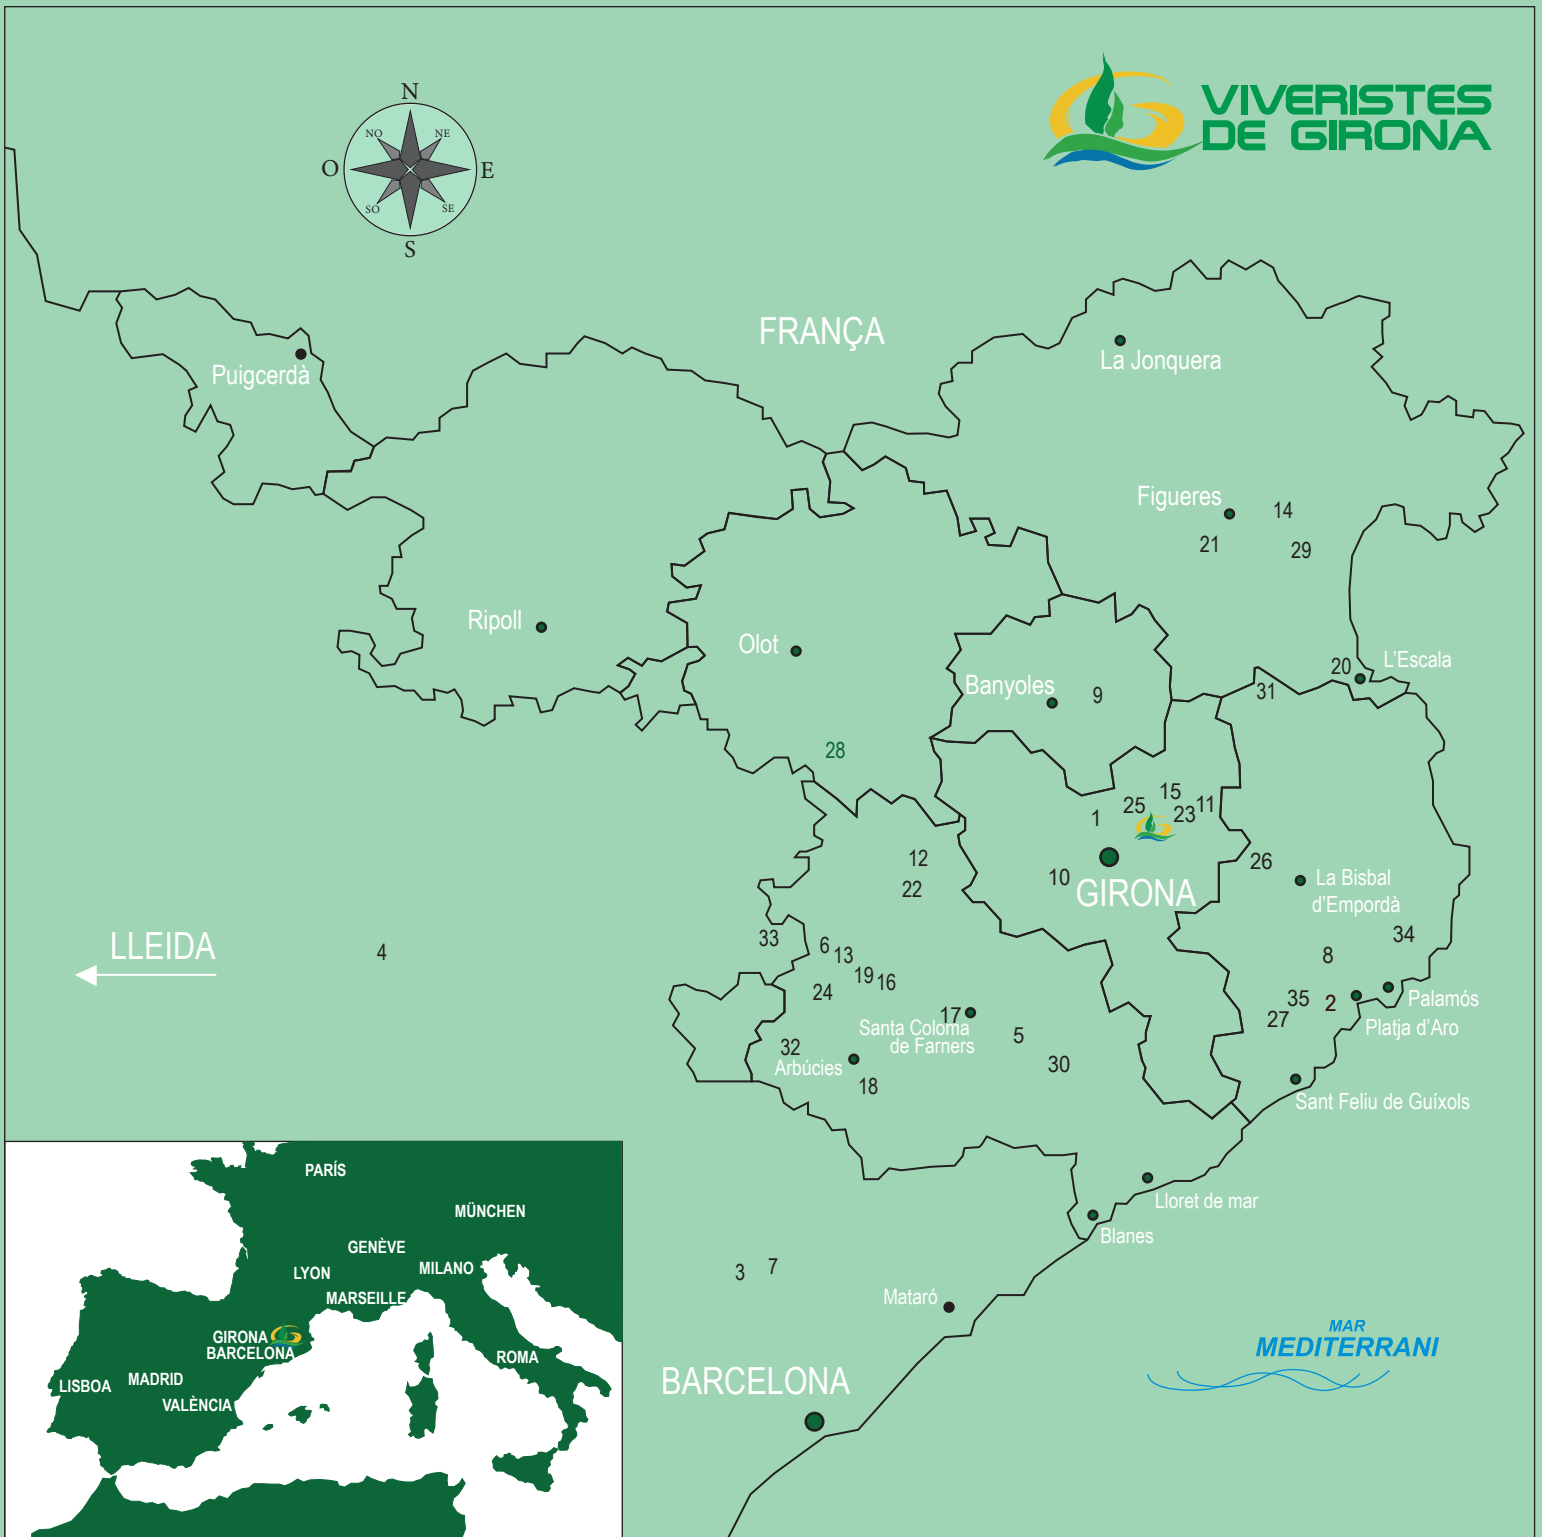 VIVERISTES
DE GIRONA
N
NO
NE
O
E
SO
SE
S
FRANÇA
La Jonquera
Puigcerdà
Figueres
14
21
29
Ripoll
Olot
L'Escala
20
31
Banyoles
9
28
15
25
11
23
1
12
26
10
22
GIRONA
La Bisbal
d'Empordà
34
LLEIDA
4
33
6
13
8
19
16
24
35
2
Palamós
17
27
Platja d'Aro
Santa Coloma
de Farners
5
32
Arbúcies
30
18
Sant Feliu de Guíxols
Lloret de mar
Blanes
3
7
Mataró
MAR
MEDITERRANI
BARCELONA
PARÍS
MÜNCHEN
GENÈVE
LYON
MILANO
MARSEILLE
GIRONA
BARCELONA
ROMA
MADRID
LISBOA
VALÈNCIA